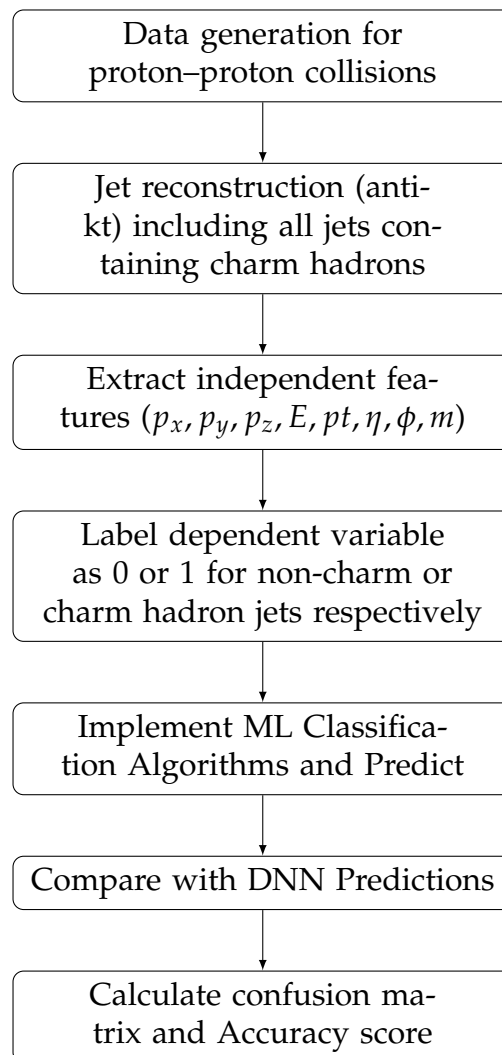 Data generation for
proton–proton collisions
Jet reconstruction (anti-
kt) including all jets con-
taining charm hadrons
Extract independent fea-
tures (pₓ, p_y, p_z, E, pt, η, ϕ, m)
Label dependent variable
as 0 or 1 for non-charm or
charm hadron jets respectively
Implement ML Classifica-
tion Algorithms and Predict
Compare with DNN Predictions
Calculate confusion ma-
trix and Accuracy score